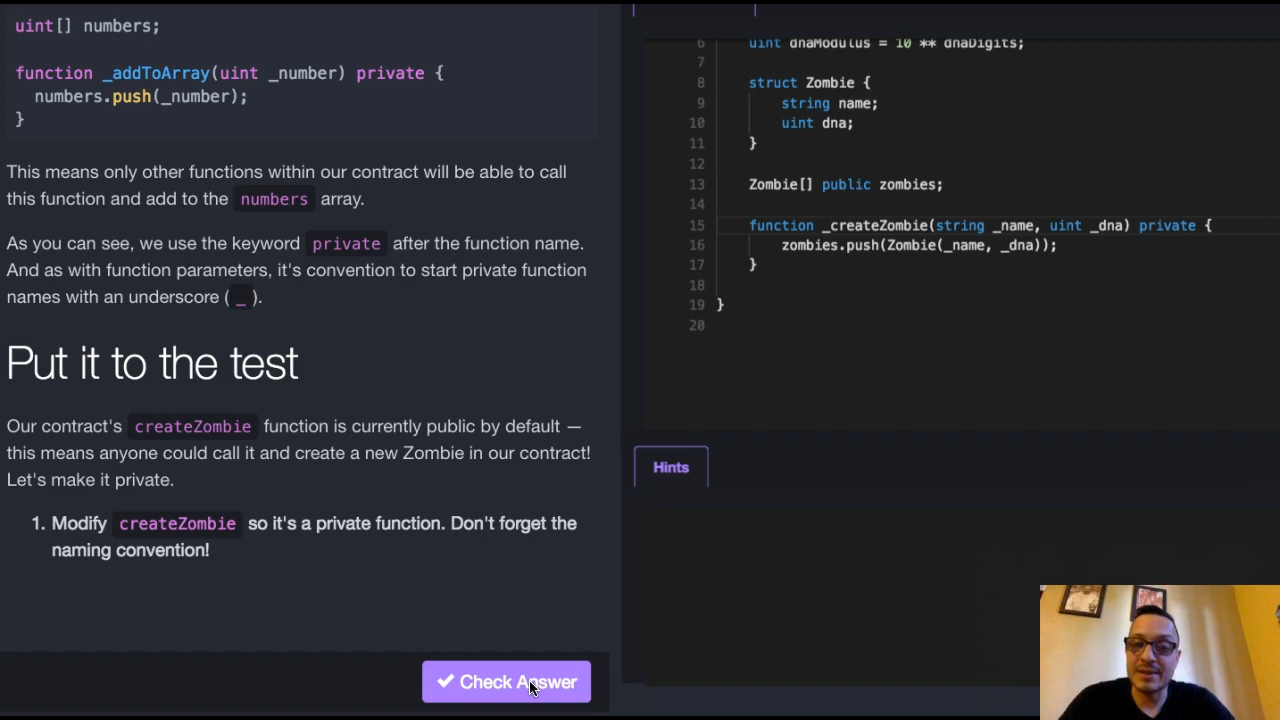 uint[] numbers;
function _addToArray(uint _number) private {
numbers.push(_number);
}
This means only other functions within our contract will be able to call
this function and add to the numbers array.
As you can see, we use the keyword private after the function name.
And as with function parameters, it's convention to start private function
names with an underscore ( _ ).
Put it to the test
Our contract's createZombie function is currently public by default —
this means anyone could call it and create a new Zombie in our contract!
Let's make it private.
1. Modify createZombie so it's a private function. Don't forget the
naming convention!
✔ Check Answer
6 uint dnaModulus = 10 ** dnaDigits;
7
8 struct Zombie {
9 string name;
10 uint dna;
11 }
12
13 Zombie[] public zombies;
14
15 function _createZombie(string _name, uint _dna) private {
16 zombies.push(Zombie(_name, _dna));
17 }
18
19 }
20
Hints